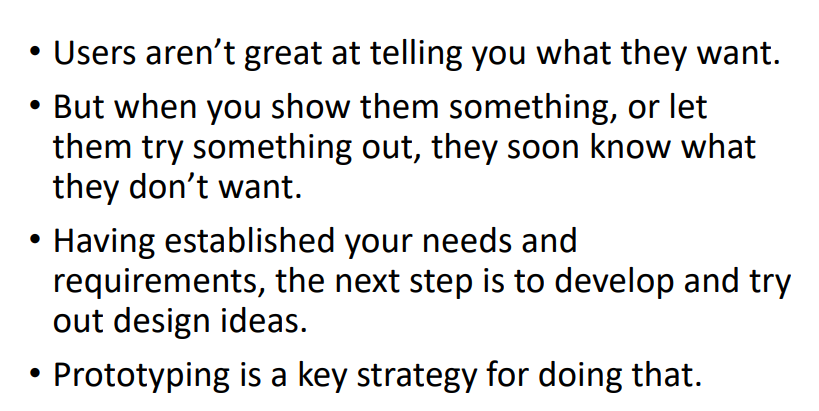 • Users aren’t great at telling you what they want.
• But when you show them something, or let
them try something out, they soon know what
they don’t want.
• Having established your needs and
requirements, the next step is to develop and try
out design ideas.
• Prototyping is a key strategy for doing that.